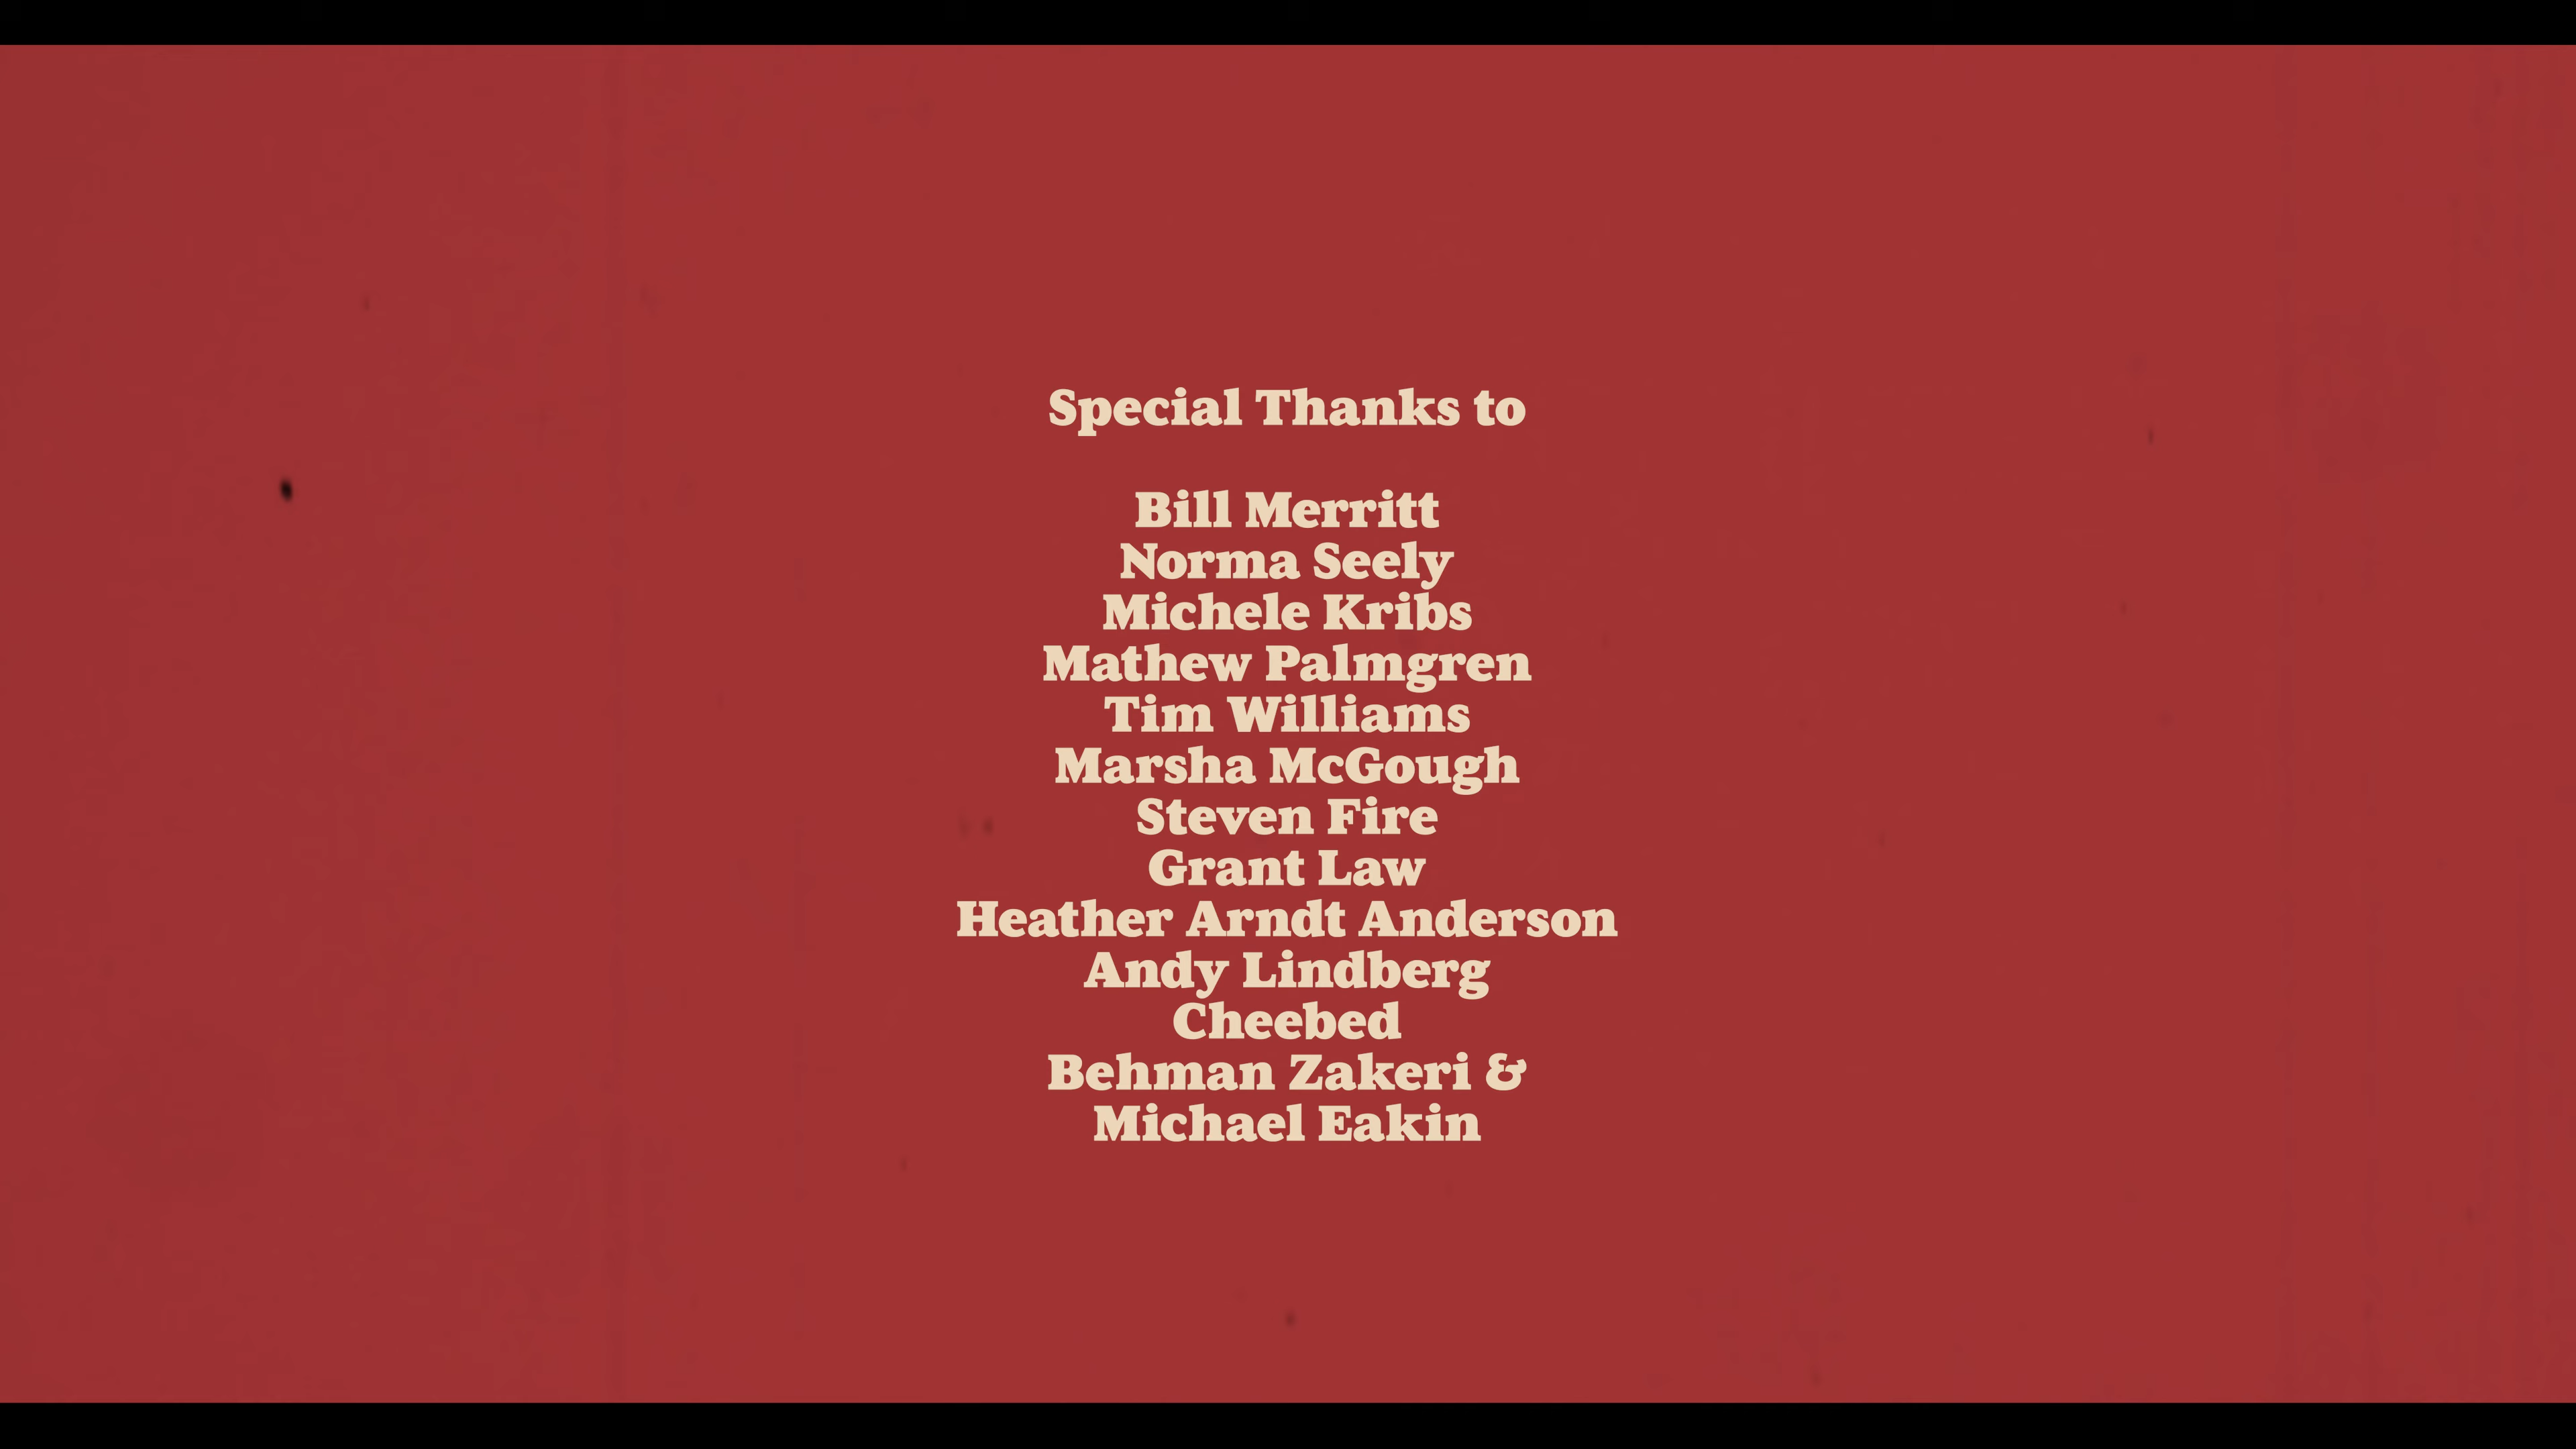 Special Thanks to
Bill Merritt
Norma Seely
Michele Kribs
Mathew Palmgren
Tim Williams
Marsha McGough
Steven Fire
Grant Law
Heather Arndt Anderson
Andy Lindberg
Cheebed
Behman Zakeri &
Michael Eakin